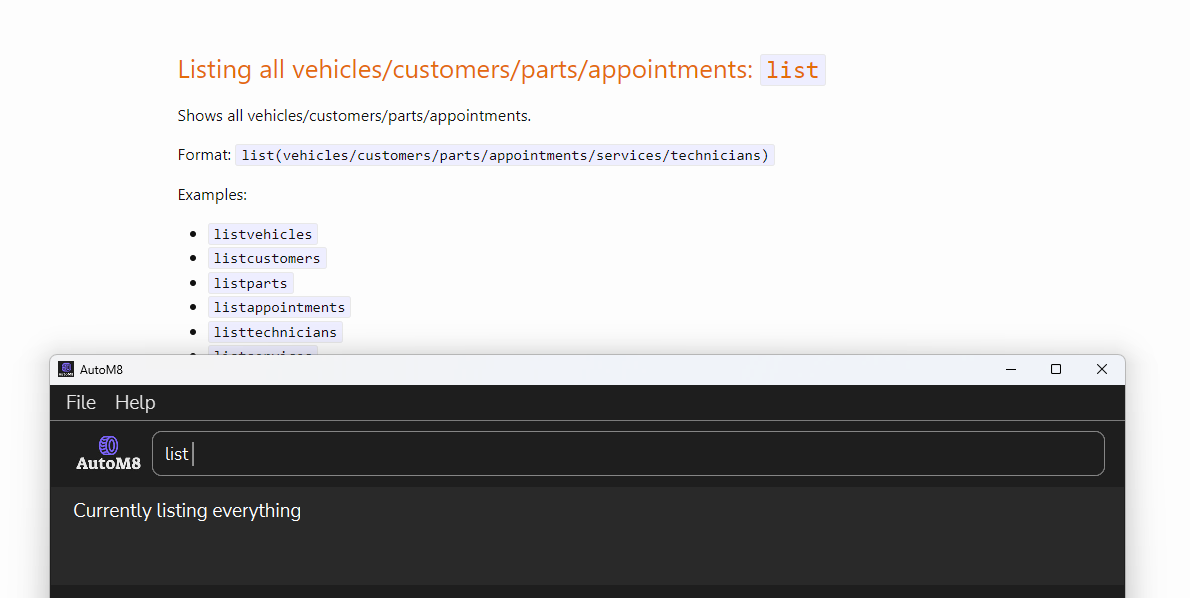 Listing all vehicles/customers/parts/appointments: list
Shows all vehicles/customers/parts/appointments.
Format: list(vehicles/customers/parts/appointments/services/technicians)
Examples:
listvehicles
listcustomers
listparts
listappointments
listtechnicians
listservices
AutoM8
File Help
AutoM8
list
Currently listing everything